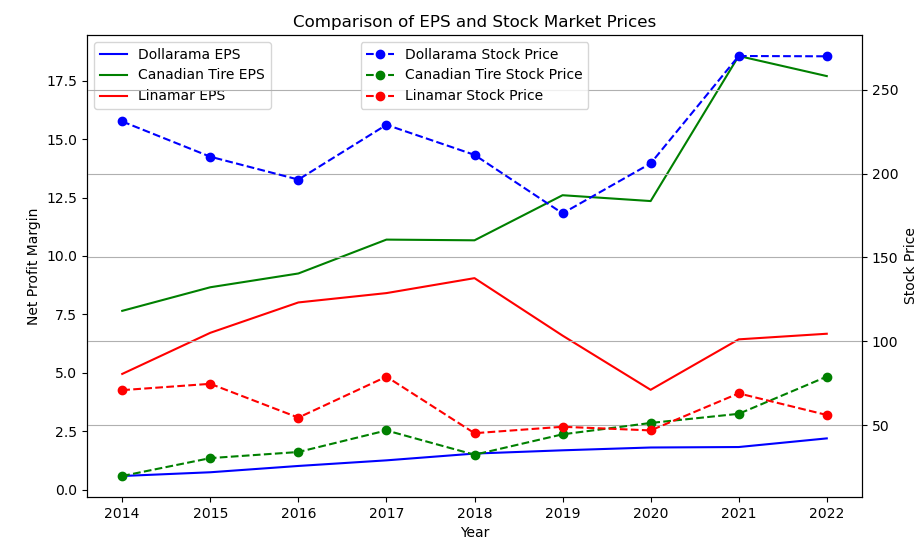 Comparison of EPS and Stock Market Prices
Dollarama EPS
Canadian Tire EPS
Linamar EPS
Dollarama Stock Price
Canadian Tire Stock Price
Linamar Stock Price
Net Profit Margin
17.5
15.0
12.5
10.0
7.5
5.0
2.5
0.0
250
200
150
100
50
Stock Price
2014 2015 2016 2017 2018 2019 2020 2021 2022
Year